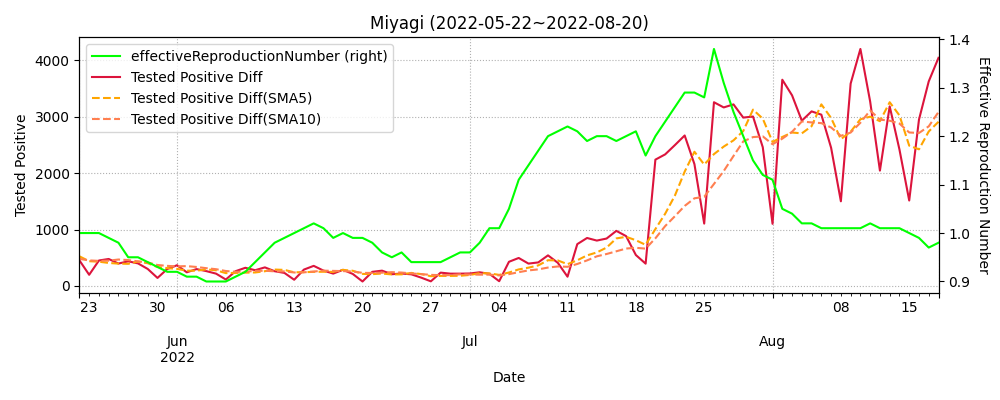 Miyagi (2022-05-22~2022-08-20)
effectiveReproductionNumber (right)
Tested Positive Diff
Tested Positive Diff(SMA5)
Tested Positive Diff(SMA10)
Tested Positive
4000
3000
2000
1000
0
Effective Reproduction Number
1.4
1.3
1.2
1.1
1.0
0.9
23 30 06 13 20 27 04 11 18 25 08 15
Jun Jul Aug
2022
Date